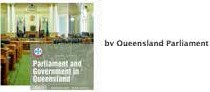 Parliament and
Government in
Queensland
by Queensland Parliament